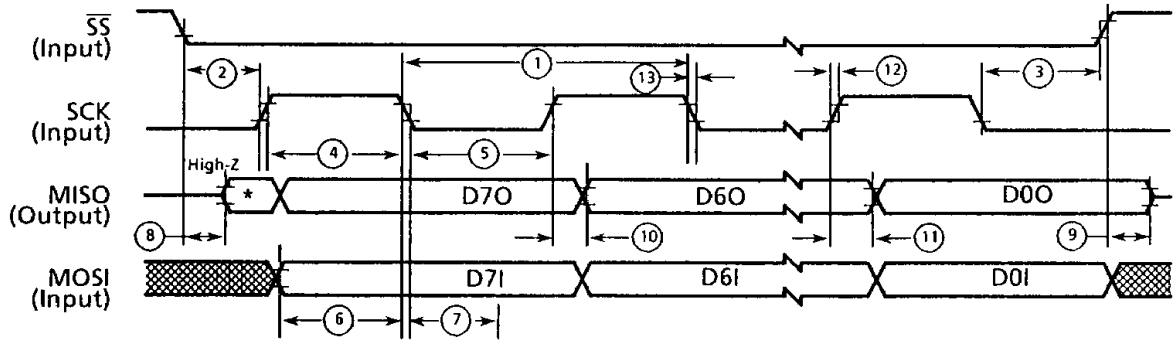 SS
(Input)
1
2
13
12
3
SCK
(Input)
4
5
High-Z
MISO
(Output)
*
D7O
D6O
D0O
8
10
11
9
MOSI
(Input)
D7I
D6I
D0I
6
7